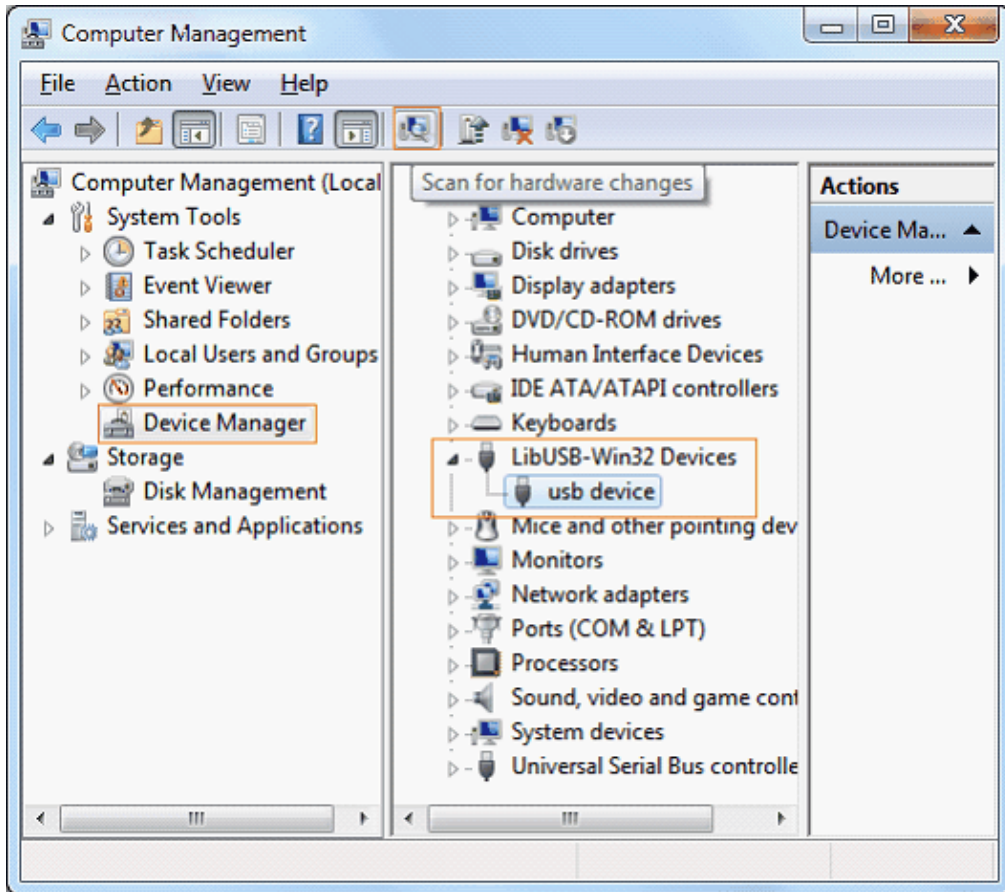 Computer Management
File Action View Help
Computer Management (Local
System Tools
Task Scheduler
Event Viewer
Shared Folders
Local Users and Groups
Performance
Device Manager
Storage
Disk Management
Services and Applications
Scan for hardware changes
Computer
Disk drives
Display adapters
DVD/CD-ROM drives
Human Interface Devices
IDE ATA/ATAPI controllers
Keyboards
LibUSB-Win32 Devices
usb device
Mice and other pointing dev
Monitors
Network adapters
Ports (COM & LPT)
Processors
Sound, video and game cont
System devices
Universal Serial Bus controlle
Actions
Device Ma...
More ...